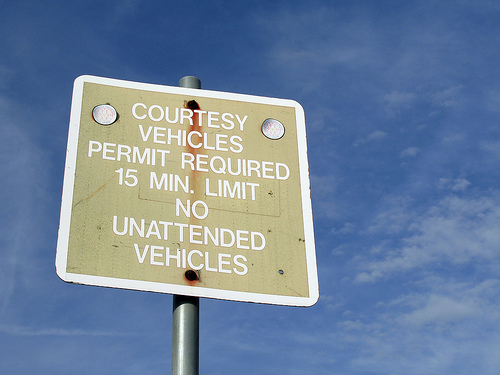 COURTESY
VEHICLES
PERMIT REQUIRED
15 MIN. LIMIT
NO
UNATTENDED
VEHICLES